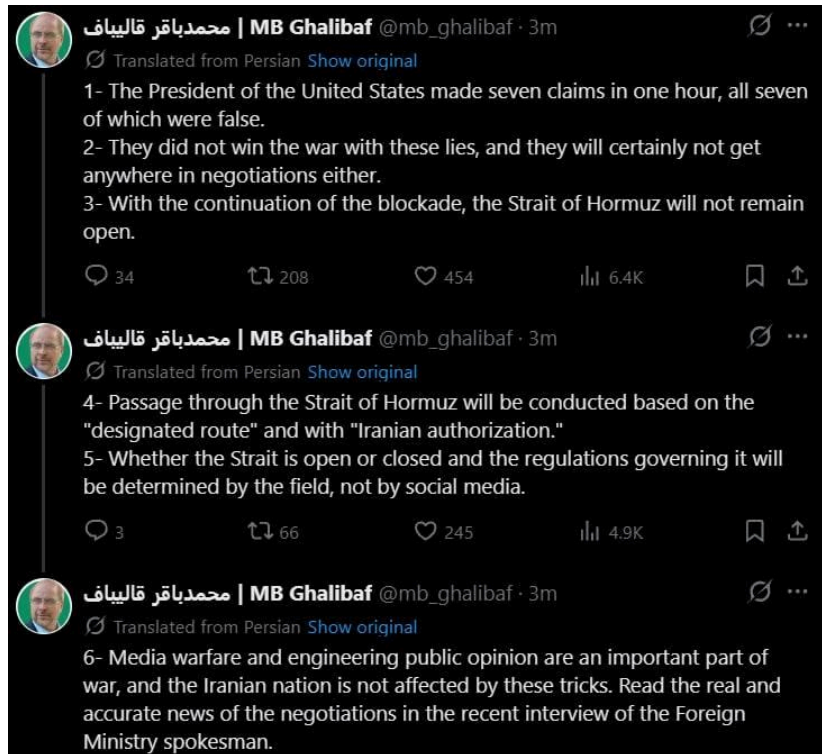 محمدباقر قالیباف | MB Ghalibaf @mb_ghalibaf · 3m
Translated from Persian Show original
1- The President of the United States made seven claims in one hour, all seven
of which were false.
2- They did not win the war with these lies, and they will certainly not get
anywhere in negotiations either.
3- With the continuation of the blockade, the Strait of Hormuz will not remain
open.
34 208 454 6.4K
محمدباقر قالیباف | MB Ghalibaf @mb_ghalibaf · 3m
Translated from Persian Show original
4- Passage through the Strait of Hormuz will be conducted based on the
"designated route" and with "Iranian authorization."
5- Whether the Strait is open or closed and the regulations governing it will
be determined by the field, not by social media.
3 66 245 4.9K
محمدباقر قالیباف | MB Ghalibaf @mb_ghalibaf · 3m
Translated from Persian Show original
6- Media warfare and engineering public opinion are an important part of
war, and the Iranian nation is not affected by these tricks. Read the real and
accurate news of the negotiations in the recent interview of the Foreign
Ministry spokesman.